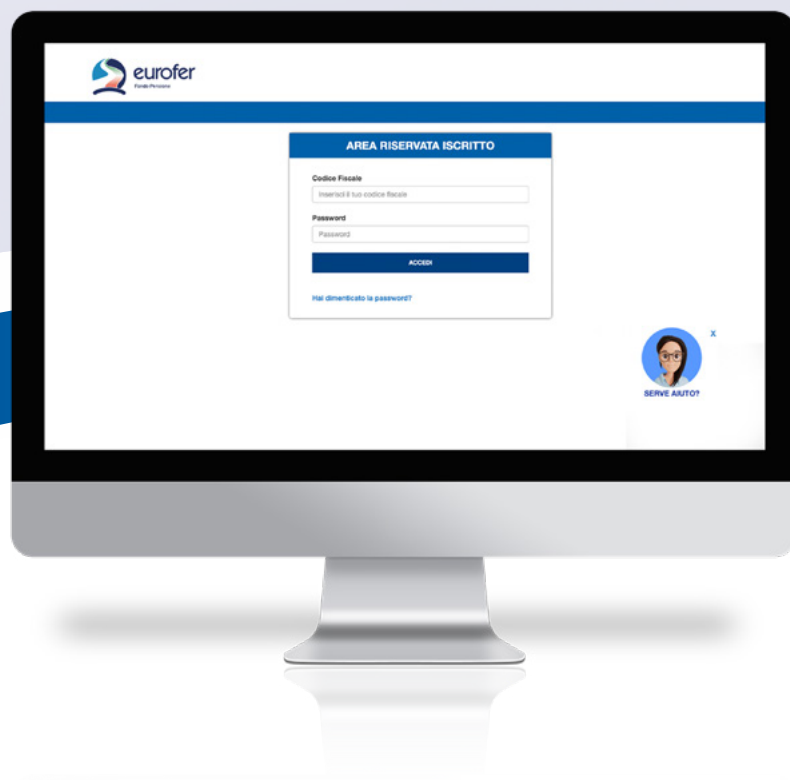 eurofer
Fondo Pensione
AREA RISERVATA ISCRITTO
Codice Fiscale
Inserisci il tuo codice fiscale
Password
Password
ACCEDI
Hai dimenticato la password?
X
SERVE AIUTO?